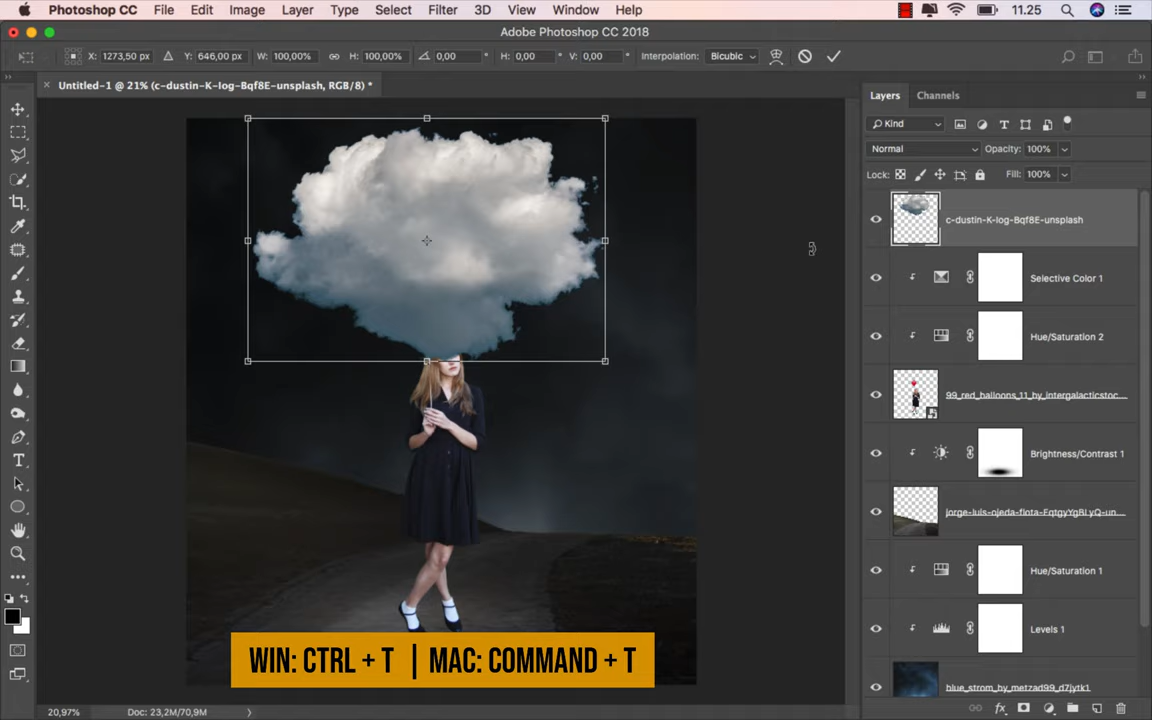 Photoshop CC File Edit Image Layer Type Select Filter 3D View Window Help 11.25
Adobe Photoshop CC 2018
X: 1273,50 px Y: 646,00 px W: 100,00% H: 100,00% 0,00 ° H: 0,00 ° V: 0,00 ° Interpolation: Bicubic
Untitled-1 @ 21% (c-dustin-K-Iog-Bqf8E-unsplash, RGB/8) *
Layers Channels
Kind
Normal Opacity: 100%
Lock: Fill: 100%
c-dustin-K-Iog-Bqf8E-unsplash
Selective Color 1
Hue/Saturation 2
99_red_balloons_11_by_intergalacticstoc...
Brightness/Contrast 1
jorge-luis-ojeda-flota-EqtgyYgBLyQ-un...
Hue/Saturation 1
Levels 1
blue_strom_by_metzad99_d7jytk1
WIN: CTRL + T | MAC: COMMAND + T
20,97% Doc: 23,2M/70,9M